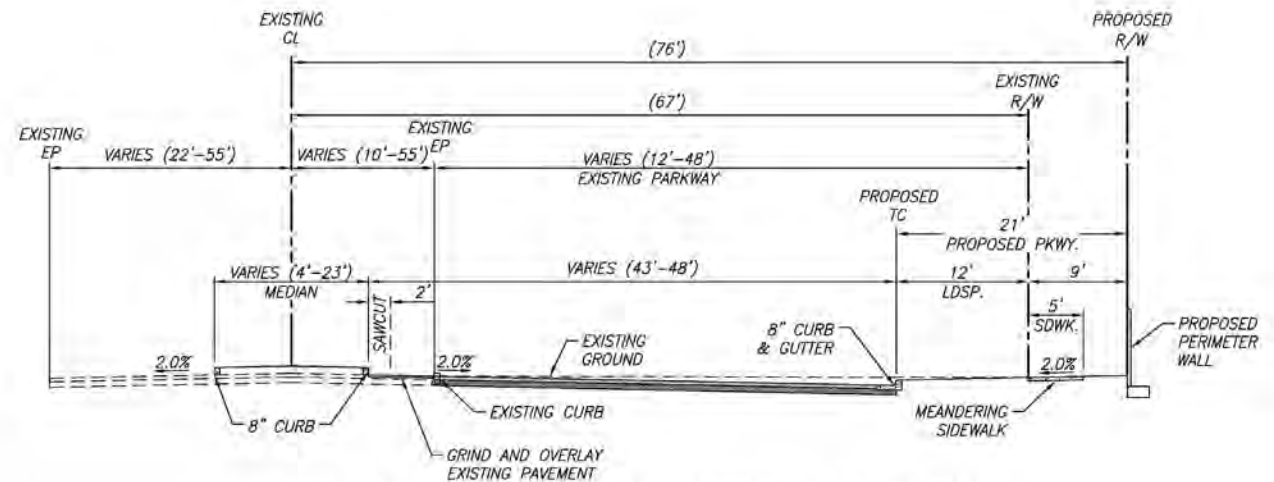 EXISTING
CL
PROPOSED
R/W
(76')
EXISTING
R/W
(67')
EXISTING
EP
EXISTING
EP
VARIES (22'-55')
VARIES (10'-55')
VARIES (12'-48')
EXISTING PARKWAY
PROPOSED
TC
21'
PROPOSED PKWY.
VARIES (4'-23')
MEDIAN
VARIES (43'-48')
12'
LDSP.
9'
2'
SAWCUT
5'
SDWK.
8" CURB
& GUTTER
EXISTING
GROUND
PROPOSED
PERIMETER
WALL
2.0%
2.0%
2.0%
8" CURB
EXISTING CURB
MEANDERING
SIDEWALK
GRIND AND OVERLAY
EXISTING PAVEMENT